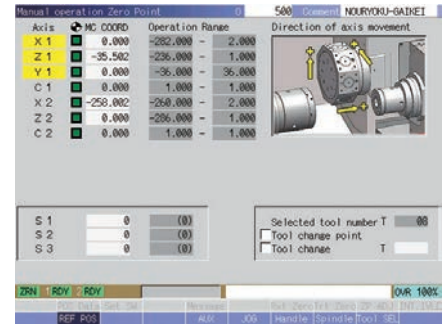 Manual operation Zero Point 0 500 Comment NOURYOKU-GAIKEI
Axis MC COORD Operation Range Direction of axis movement
X 1 0.000 -282.000 - 2.000
Z 1 -35.502 -236.000 - 1.000
Y 1 0.000 -36.000 - 36.000
C 1 0.000 1.000 - 1.000
X 2 -258.002 -260.000 - 2.000
Z 2 0.000 -286.000 - 1.000
C 2 0.000 1.000 - 1.000
S 1 0 (0)
S 2 0 (0)
S 3 0 (0)
Selected tool number T 08
Tool change point
Tool change T
ZRN 1 RDY 2 RDY OVR 100%
Message
REF POS AUX JOG Handle Spindle Tool SEL